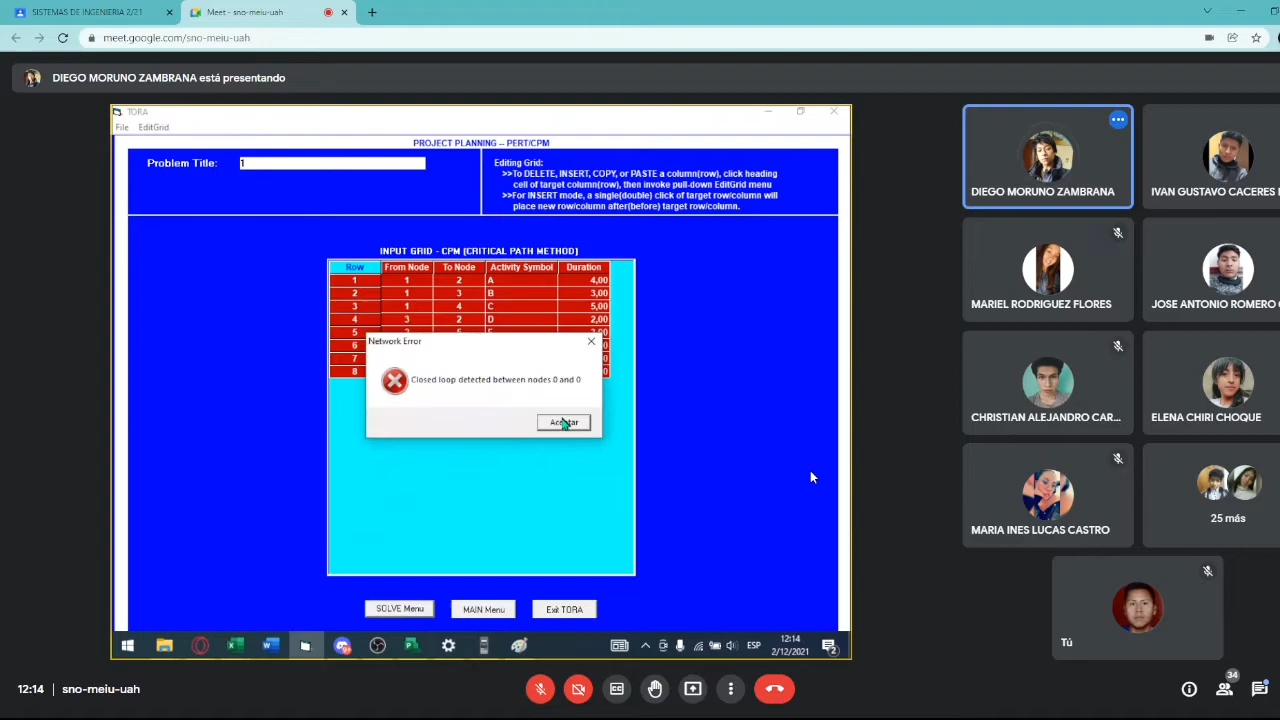 SISTEMAS DE INGENIERIA 2/21
Meet - sno-meiu-uah
meet.google.com/sno-meiu-uah
DIEGO MORUNO ZAMBRANA está presentando
TORA
File EditGrid
PROJECT PLANNING -- PERT/CPM
Problem Title: 1
Editing Grid:
>>To DELETE, INSERT, COPY, or PASTE a column(row), click heading
cell of target column(row), then invoke pull-down EditGrid menu
>>For INSERT mode, a single(double) click of target row/column will
place new row/column after(before) target row/column.
INPUT GRID - CPM (CRITICAL PATH METHOD)
Row From Node To Node Activity Symbol Duration
1 1 2 A 4,00
2 1 3 B 3,00
3 1 4 C 5,00
4 3 2 D 2,00
5
6
7
8
Network Error
Closed loop detected between nodes 0 and 0
Aceptar
SOLVE Menu MAIN Menu Exit TORA
ESP
12:14
2/12/2021
2
DIEGO MORUNO ZAMBRANA
IVAN GUSTAVO CACERES
MARIEL RODRIGUEZ FLORES
JOSE ANTONIO ROMERO
CHRISTIAN ALEJANDRO CAR...
ELENA CHIRI CHOQUE
MARIA INES LUCAS CASTRO
25 más
Tú
12:14 | sno-meiu-uah
34